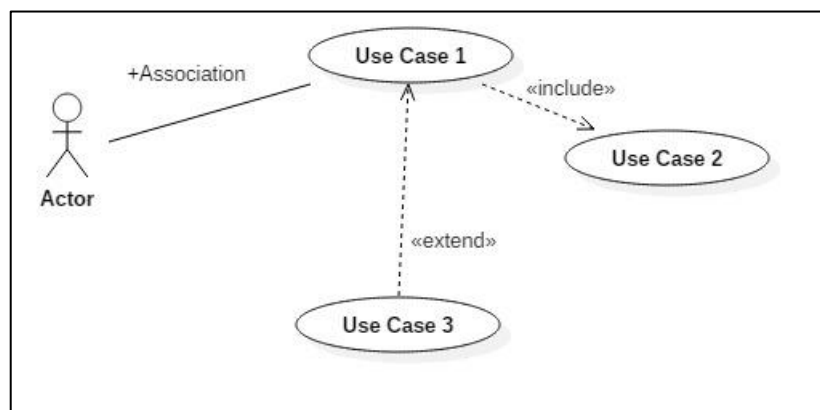 Use Case 1
+Association
«include»
Use Case 2
Actor
«extend»
Use Case 3